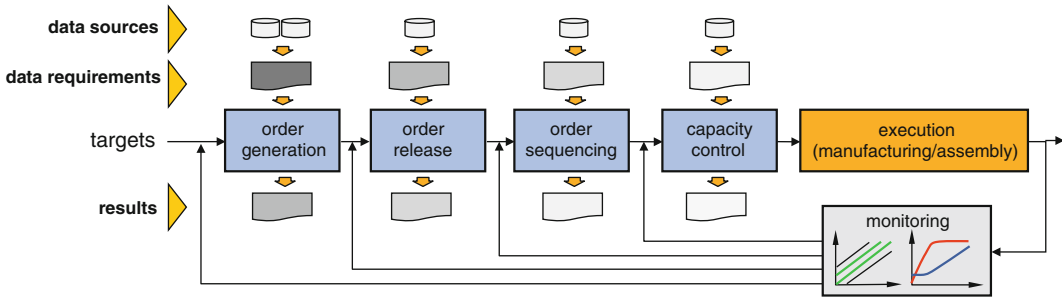 data sources
data requirements
targets
order
generation
order
release
order
sequencing
capacity
control
execution
(manufacturing/assembly)
results
monitoring